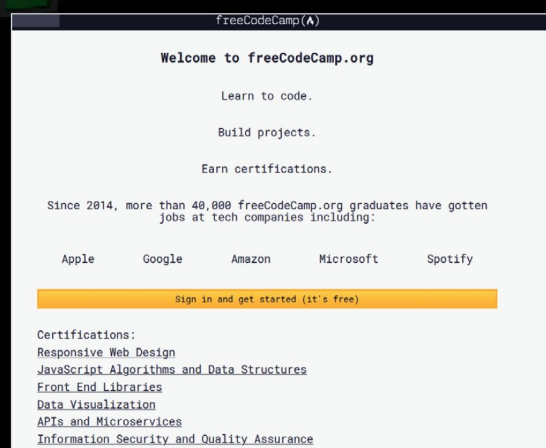 freeCodeCamp(🔥)
Welcome to freeCodeCamp.org
Learn to code.
Build projects.
Earn certifications.
Since 2014, more than 40,000 freeCodeCamp.org graduates have gotten
jobs at tech companies including:
Apple Google Amazon Microsoft Spotify
Sign in and get started (it's free)
Certifications:
Responsive Web Design
JavaScript Algorithms and Data Structures
Front End Libraries
Data Visualization
APIs and Microservices
Information Security and Quality Assurance